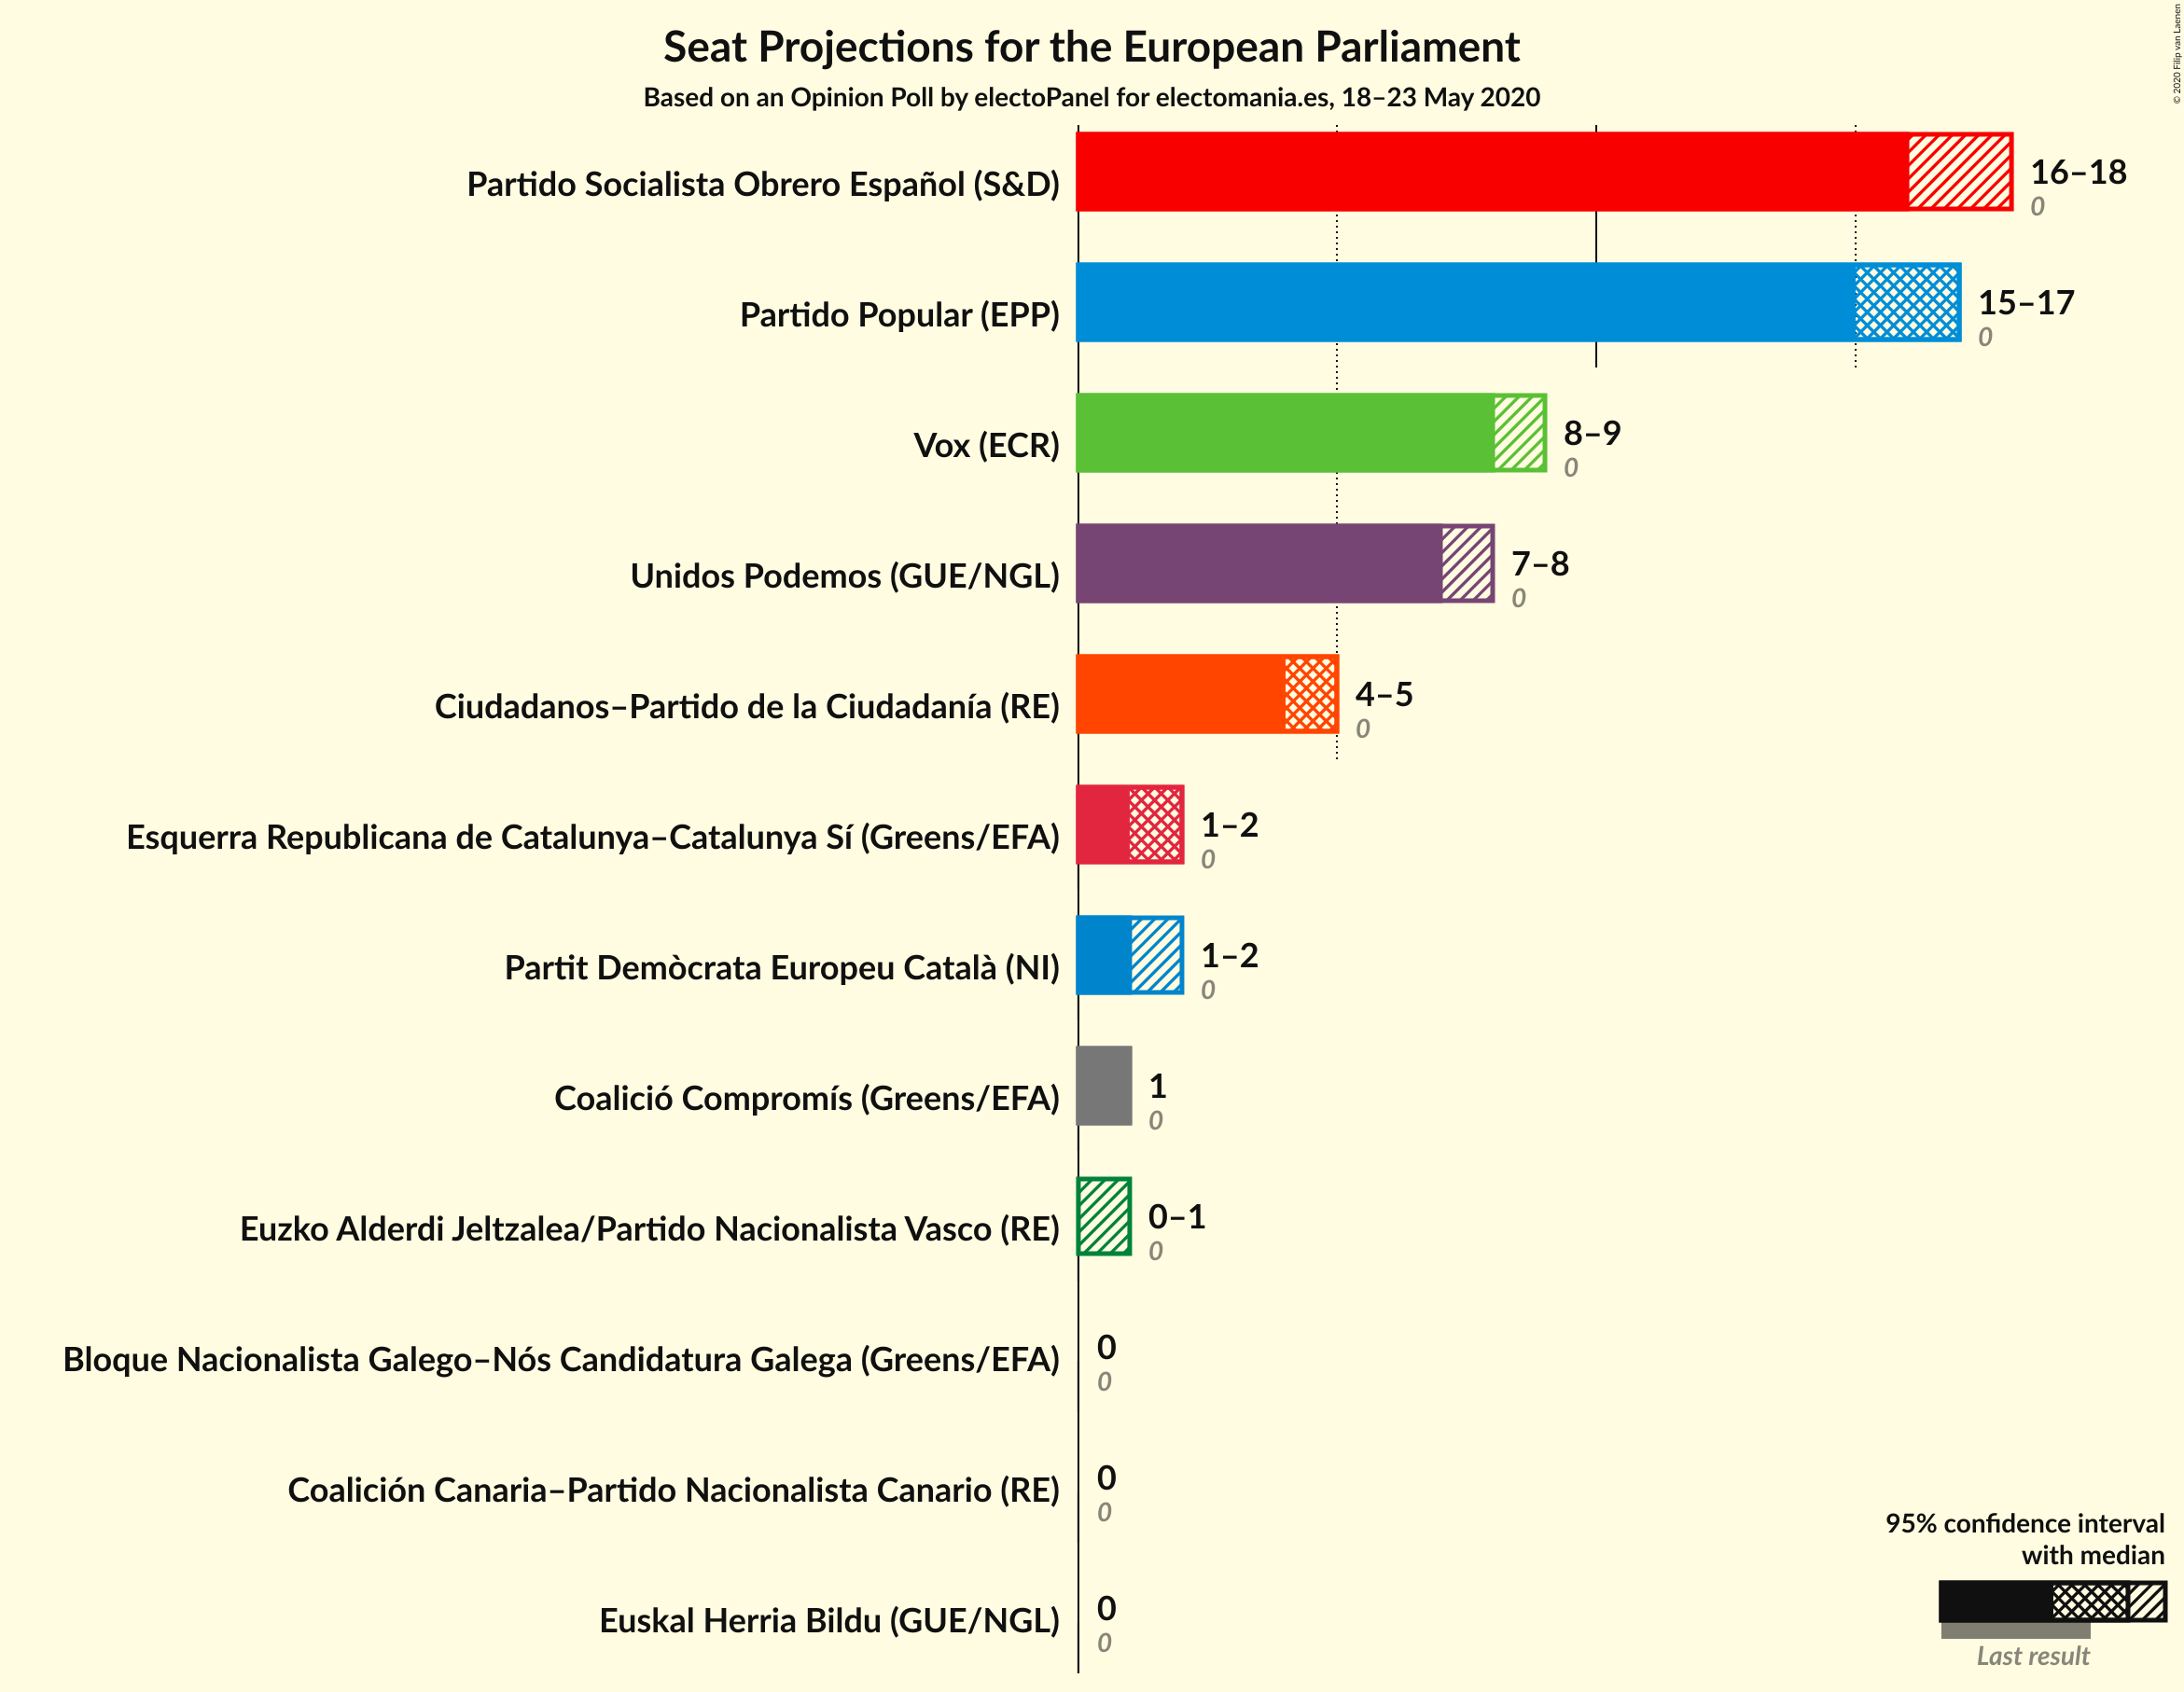 Seat Projections for the European Parliament
Based on an Opinion Poll by electoPanel for electomania.es, 18–23 May 2020
© 2020 Filip van Laenen
Partido Socialista Obrero Español (S&D)
16–18
0
Partido Popular (EPP)
15–17
0
Vox (ECR)
8–9
0
Unidos Podemos (GUE/NGL)
7–8
0
Ciudadanos–Partido de la Ciudadanía (RE)
4–5
0
Esquerra Republicana de Catalunya–Catalunya Sí (Greens/EFA)
1–2
0
Partit Demòcrata Europeu Català (NI)
1–2
0
Coalició Compromís (Greens/EFA)
1
0
Euzko Alderdi Jeltzalea/Partido Nacionalista Vasco (RE)
0–1
0
Bloque Nacionalista Galego–Nós Candidatura Galega (Greens/EFA)
0
0
Coalición Canaria–Partido Nacionalista Canario (RE)
0
0
Euskal Herria Bildu (GUE/NGL)
0
0
95% confidence interval
with median
Last result